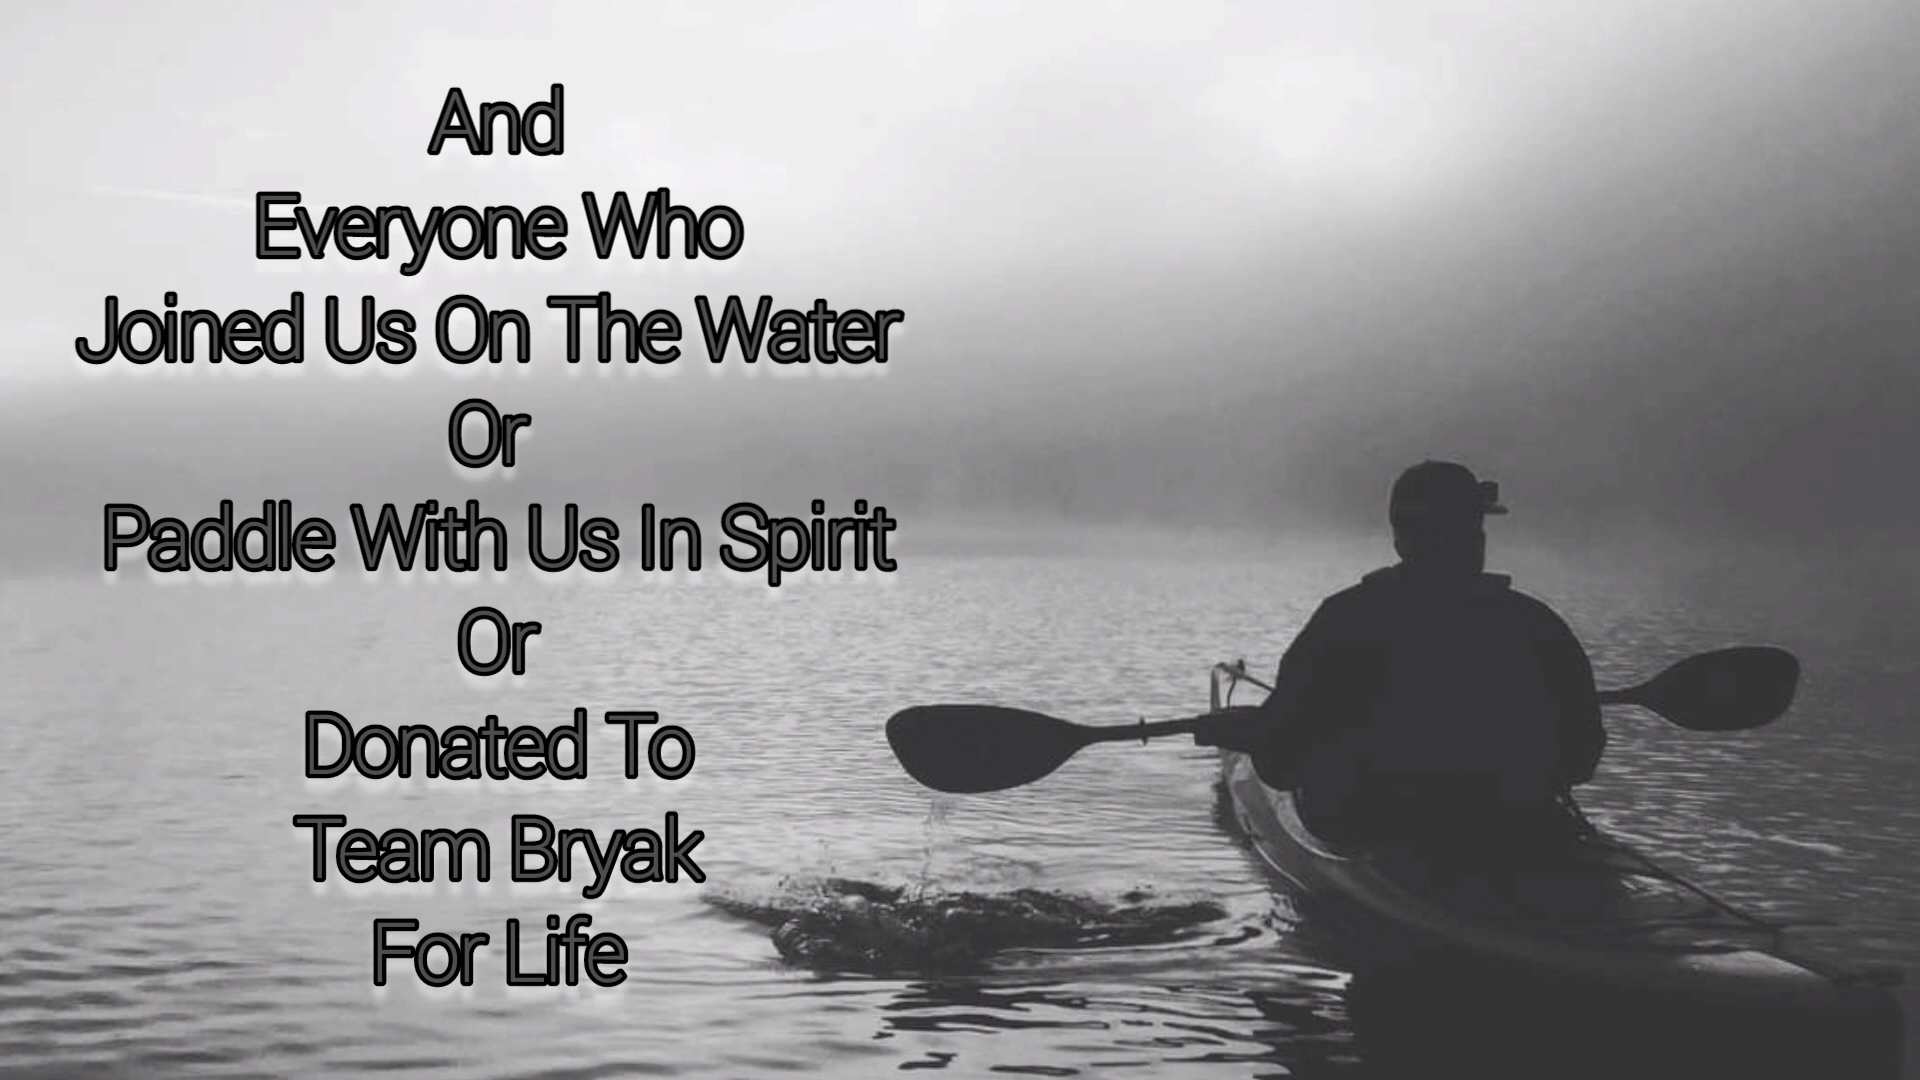 And
Everyone Who
Joined Us On The Water
Or
Paddle With Us In Spirit
Or
Donated To
Team Bryak
For Life